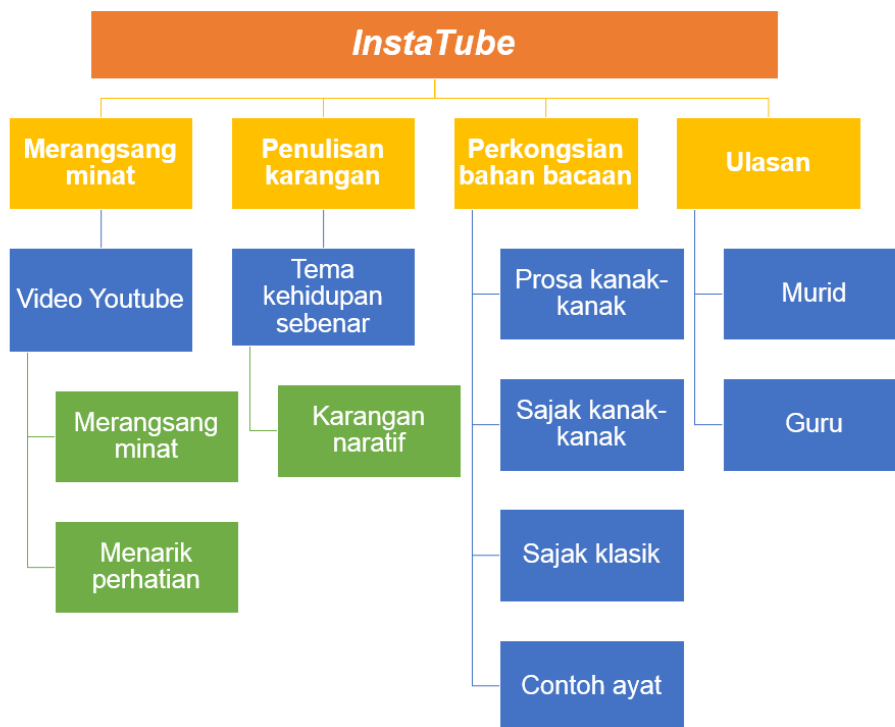 InstaTube
Merangsang
minat
Penulisan
karangan
Perkongsian
bahan bacaan
Ulasan
Video Youtube
Tema
kehidupan
sebenar
Prosa kanak-
kanak
Murid
Merangsang
minat
Karangan
naratif
Sajak kanak-
kanak
Guru
Menarik
perhatian
Sajak klasik
Contoh ayat